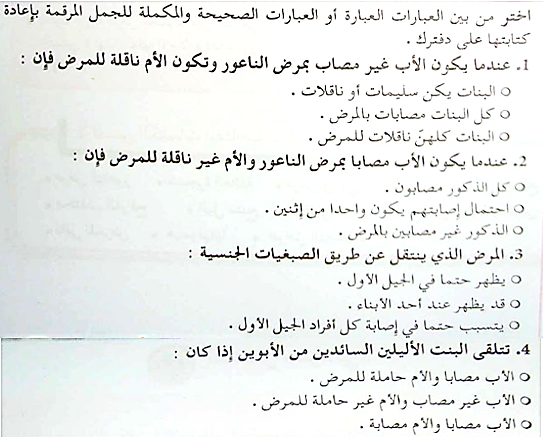 اختر من بين العبارات العبارة أو العبارات الصحيحة والمكملة للجمل المرقمة بإعادة
كتابتها على دفترك .
1. عندما يكون الأب غير مصاب بمرض الناعور وتكون الأم ناقلة للمرض فإن :
○ البنات يكن سليمات أو ناقلات .
○ كل البنات مصابات بالمرض .
○ البنات كلهنّ ناقلات للمرض .
2. عندما يكون الأب مصابا بمرض الناعور والأم غير ناقلة للمرض فإن :
○ كل الذكور مصابون .
○ احتمال إصابتهم يكون واحدا من إثنين .
○ الذكور غير مصابين بالمرض .
3. المرض الذي ينتقل عن طريق الصبغيات الجنسية :
○ يظهر حتما في الجيل الأول .
○ قد يظهر عند أحد الأبناء .
○ يتسبب حتما في إصابة كل أفراد الجيل الأول .
4. تتلقى البنت الأليلين السائدين من الأبوين إذا كان :
○ الأب مصابا والأم حاملة للمرض .
○ الأب غير مصاب والأم غير حاملة للمرض .
○ الأب مصابا والأم مصابة .